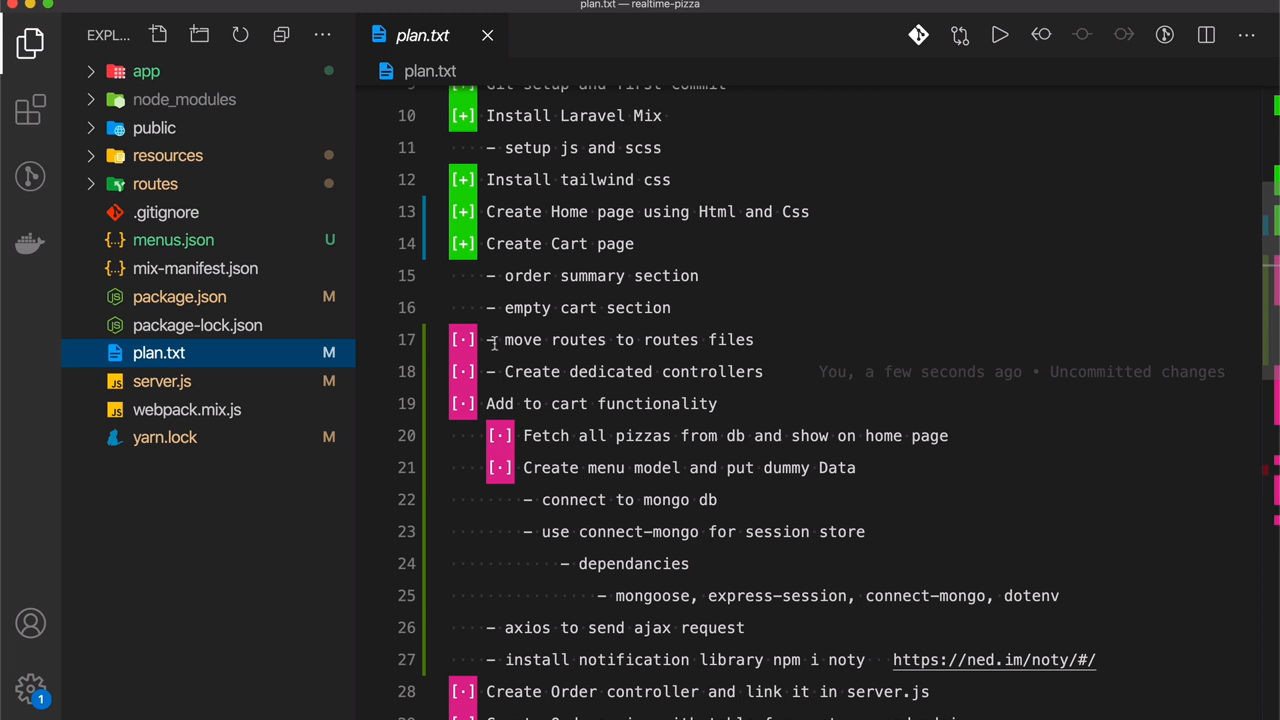 plan.txt — realtime-pizza
EXPL...
plan.txt
app
node_modules
public
resources
routes
.gitignore
menus.json U
mix-manifest.json
package.json M
package-lock.json
plan.txt M
server.js M
webpack.mix.js
yarn.lock M
1
plan.txt
9 [+] Git setup and first commit
10 [+] Install Laravel Mix
11 - setup js and scss
12 [+] Install tailwind css
13 [+] Create Home page using Html and Css
14 [+] Create Cart page
15 - order summary section
16 - empty cart section
17 [·] - move routes to routes files
18 [·] - Create dedicated controllers You, a few seconds ago • Uncommitted changes
19 [·] Add to cart functionality
20 [·] Fetch all pizzas from db and show on home page
21 [·] Create menu model and put dummy Data
22 - connect to mongo db
23 - use connect-mongo for session store
24 - dependancies
25 - mongoose, express-session, connect-mongo, dotenv
26 - axios to send ajax request
27 - install notification library npm i noty https://ned.im/noty/#/
28 [·] Create Order controller and link it in server.js